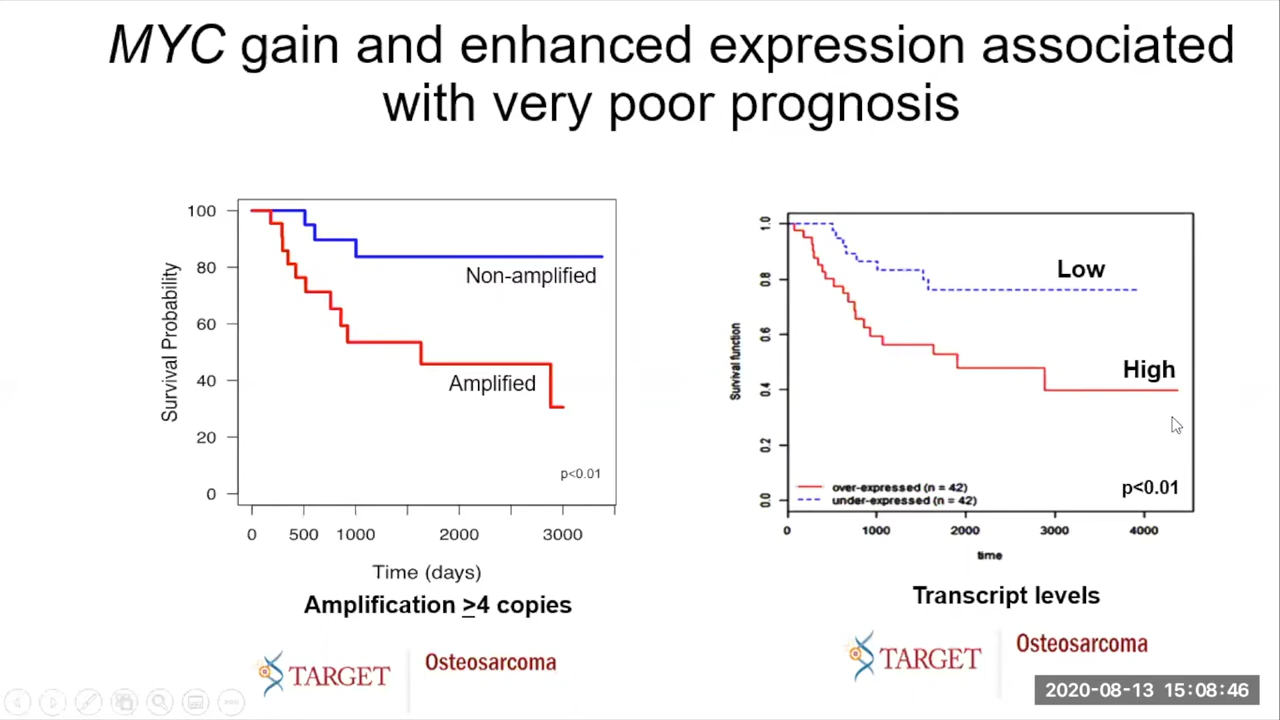 MYC gain and enhanced expression associated
with very poor prognosis
Survival Probability
100
80
60
40
20
0
Non-amplified
Amplified
p<0.01
0 500 1000 2000 3000
Time (days)
Amplification ≥4 copies
TARGET
Osteosarcoma
Survival function
1.0
0.8
0.6
0.4
0.2
0.0
Low
High
over-expressed (n = 42)
under-expressed (n = 42)
p<0.01
0 1000 2000 3000 4000
time
Transcript levels
TARGET
Osteosarcoma
2020-08-13 15:08:46